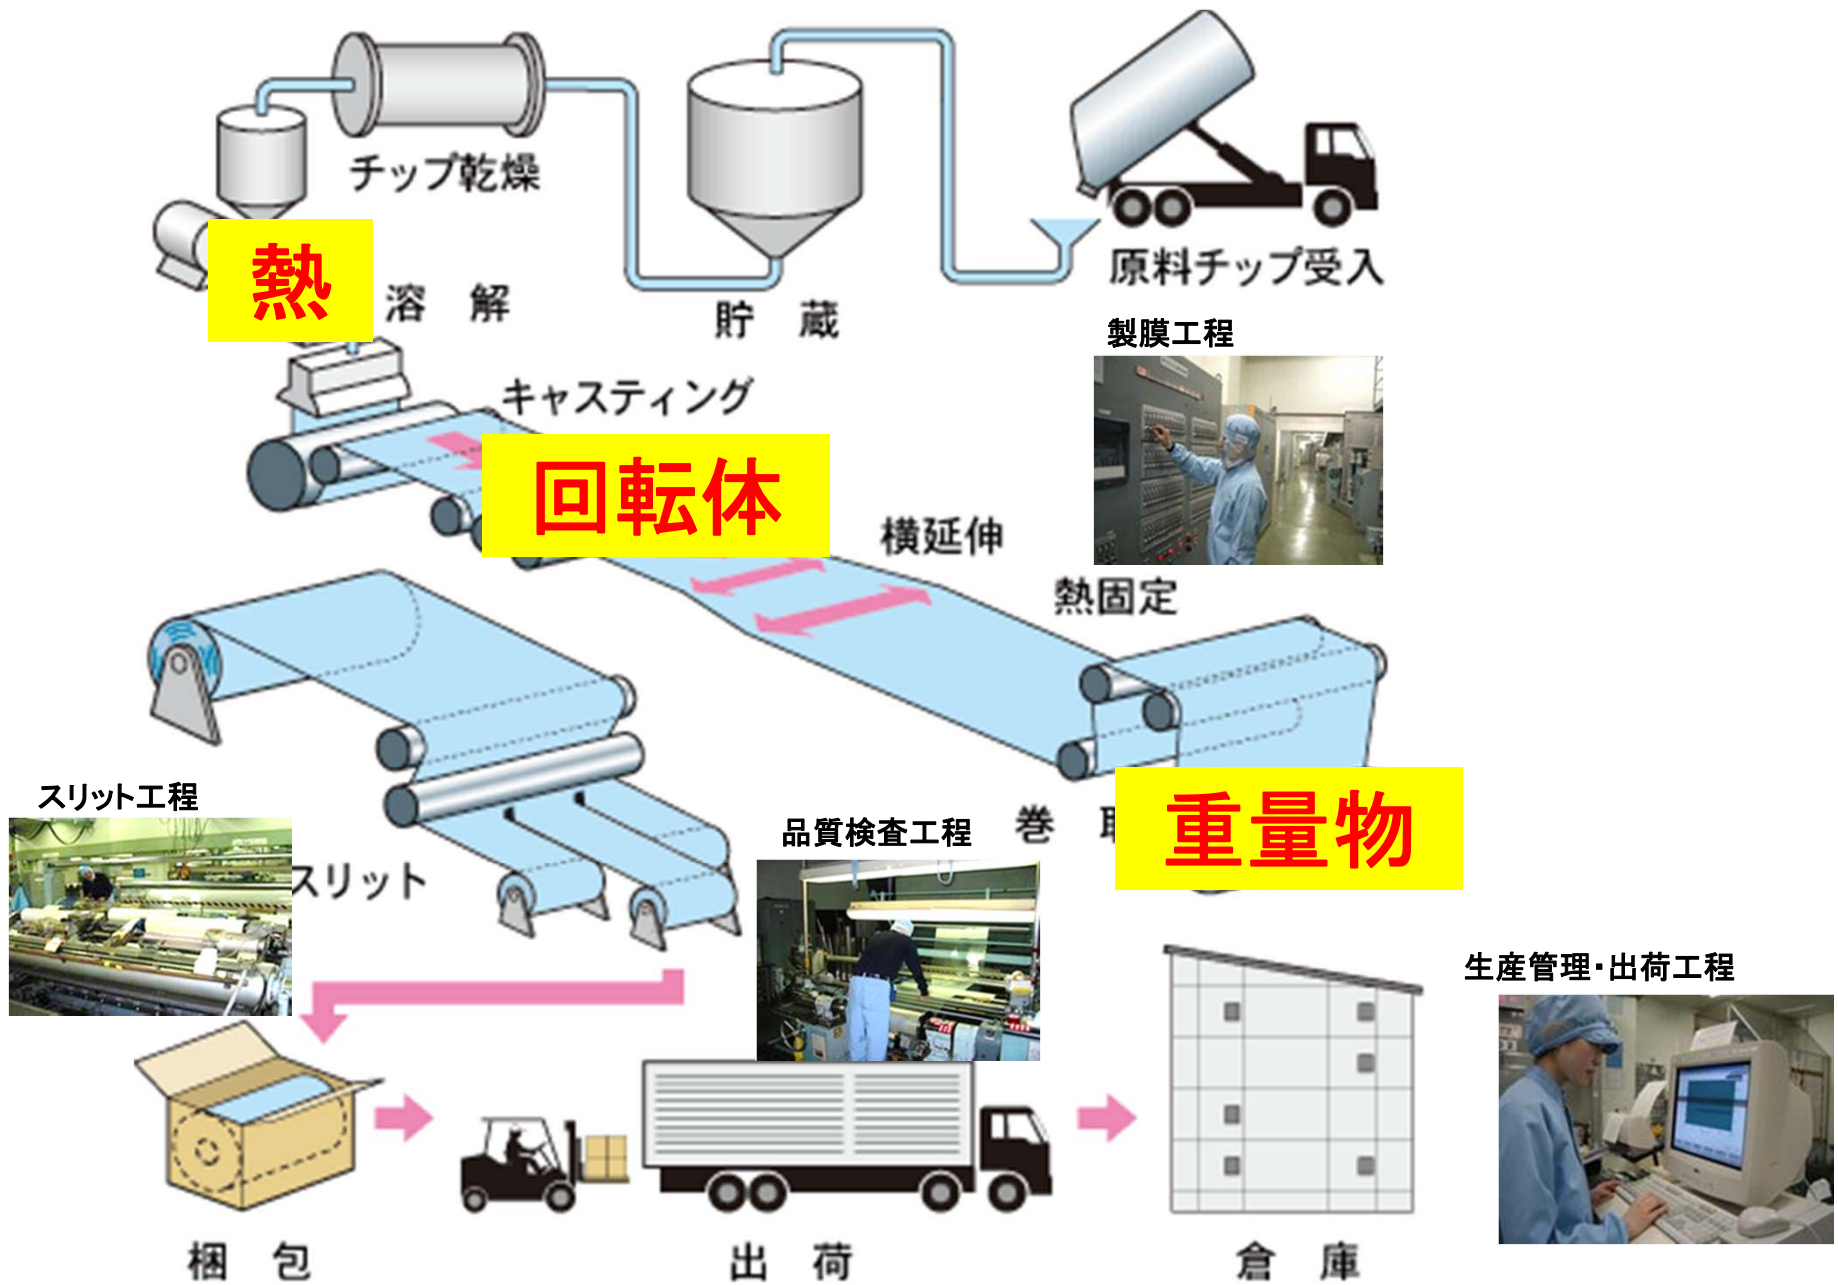 チップ乾燥
熱
溶 解
貯 蔵
原料チップ受入
製膜工程
キャスティング
回転体
横延伸
熱固定
スリット工程
スリット
品質検査工程
巻
重量物
生産管理・出荷工程
梱 包
出 荷
倉 庫